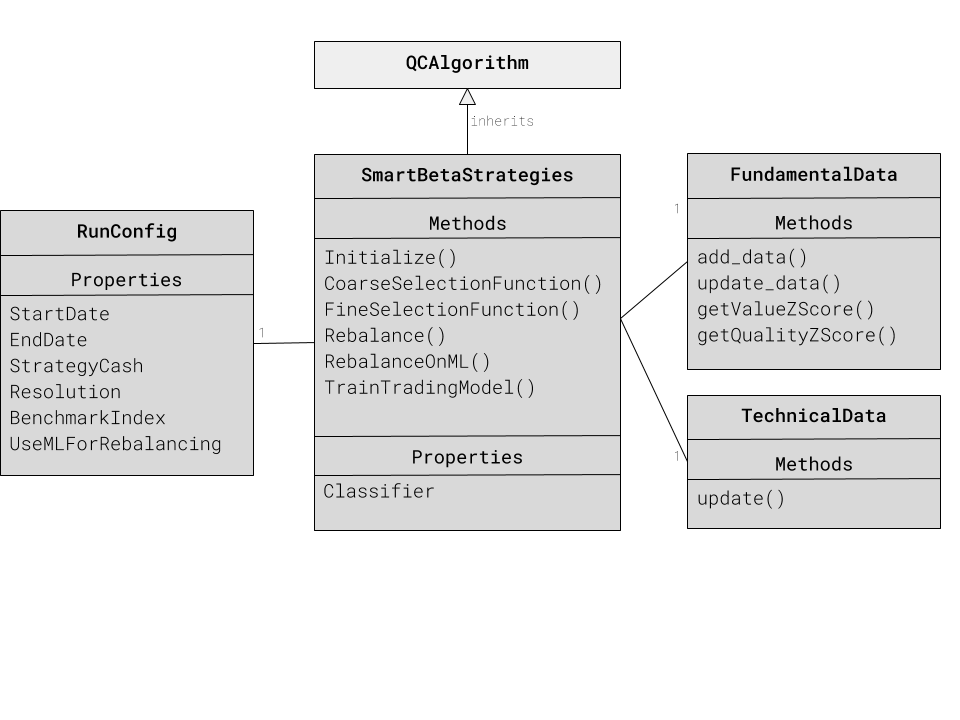 QCAlgorithm
inherits
RunConfig
Properties
StartDate
EndDate
StrategyCash
Resolution
BenchmarkIndex
UseMLForRebalancing
1
SmartBetaStrategies
Methods
Initialize()
CoarseSelectionFunction()
FineSelectionFunction()
Rebalance()
RebalanceOnML()
TrainTradingModel()
Properties
Classifier
1
FundamentalData
Methods
add_data()
update_data()
getValueZScore()
getQualityZScore()
1
TechnicalData
Methods
update()